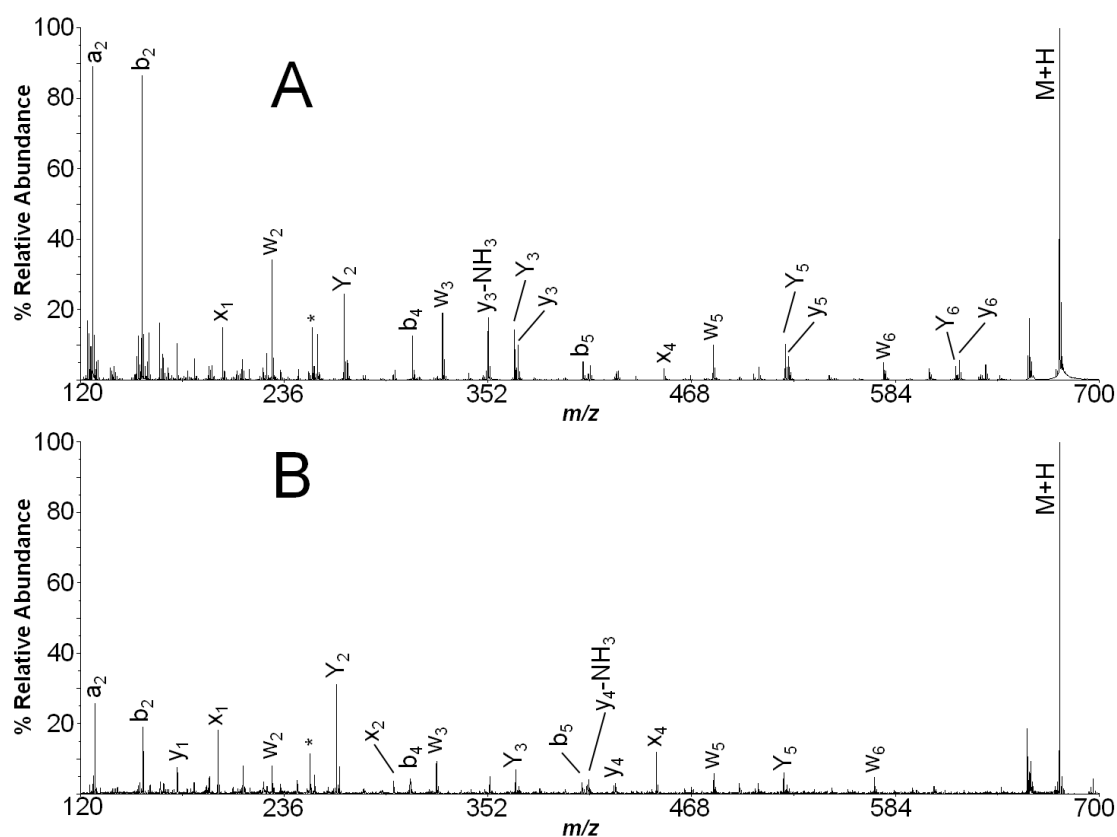 A
% Relative Abundance
100
80
60
40
20
a₂
b₂
x₁
w₂
*
Y₂
b₄
w₃
y₃-NH₃
Y₃
y₃
b₅
x₄
w₅
Y₅
y₅
w₆
Y₆
y₆
M+H
120 236 352 468 584 700
m/z
B
% Relative Abundance
100
80
60
40
20
a₂
b₂
y₁
x₁
w₂
*
Y₂
x₂
b₄
w₃
Y₃
b₅
y₄-NH₃
y₄
x₄
w₅
Y₅
w₆
M+H
120 236 352 468 584 700
m/z